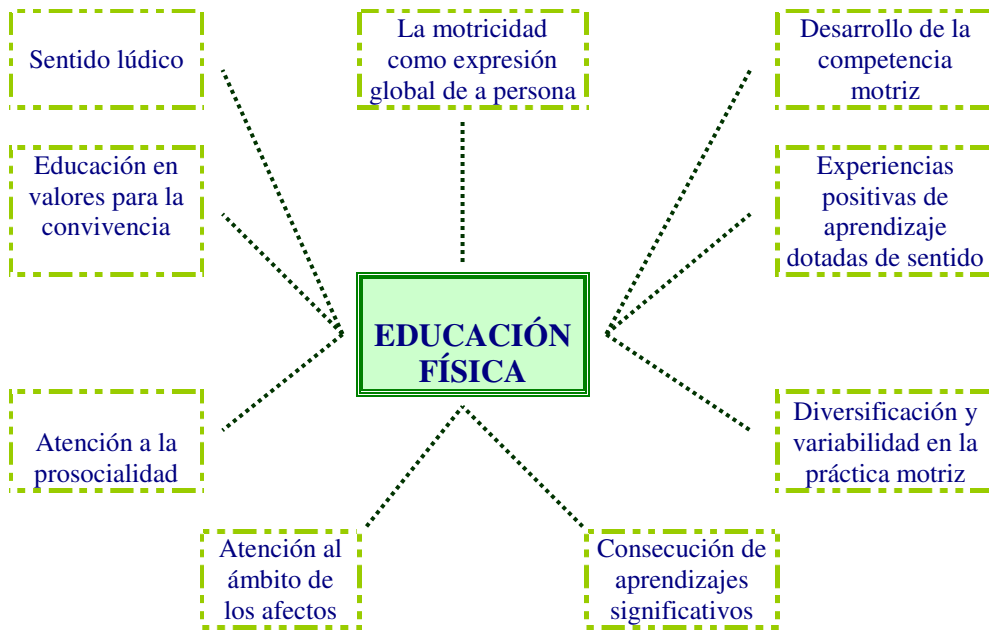 Sentido lúdico
La motricidad
como expresión
global de a persona
Desarrollo de la
competencia
motriz
Educación en
valores para la
convivencia
Experiencias
positivas de
aprendizaje
dotadas de sentido
EDUCACIÓN
FÍSICA
Atención a la
prosocialidad
Diversificación y
variabilidad en la
práctica motriz
Atención al
ámbito de
los afectos
Consecución de
aprendizajes
significativos